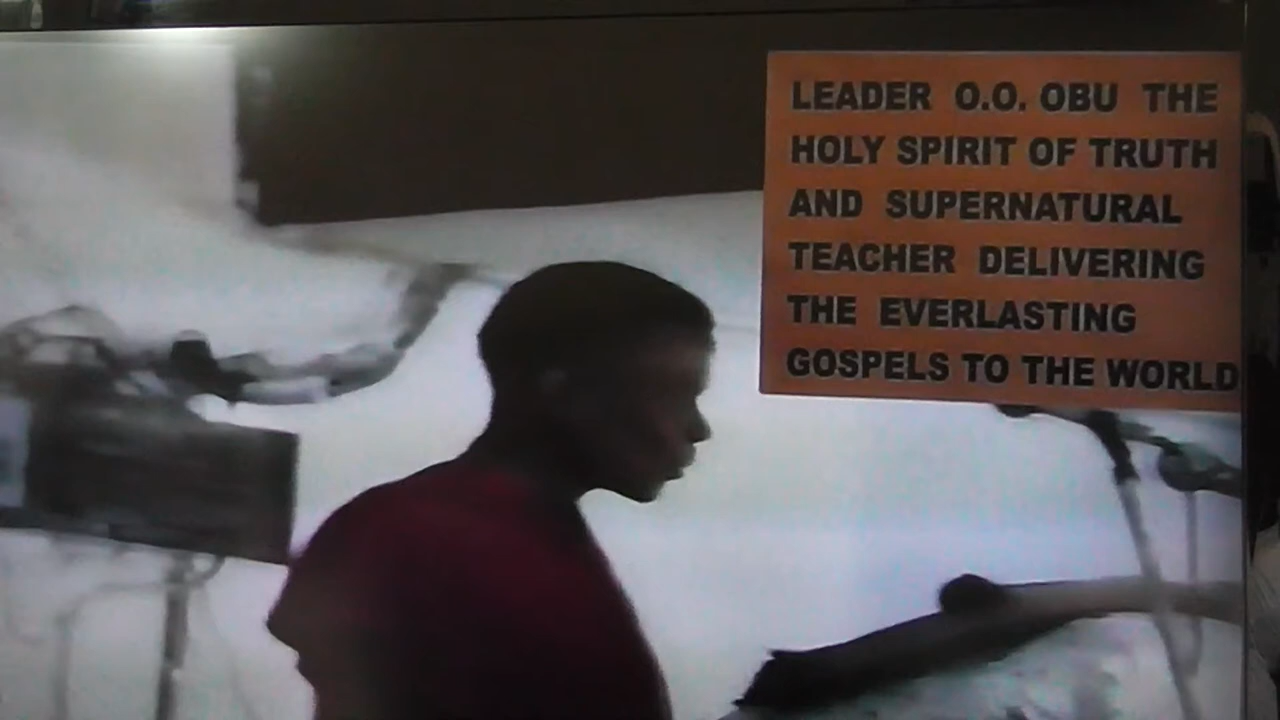 LEADER O.O. OBU THE
HOLY SPIRIT OF TRUTH
AND SUPERNATURAL
TEACHER DELIVERING
THE EVERLASTING
GOSPELS TO THE WORLD